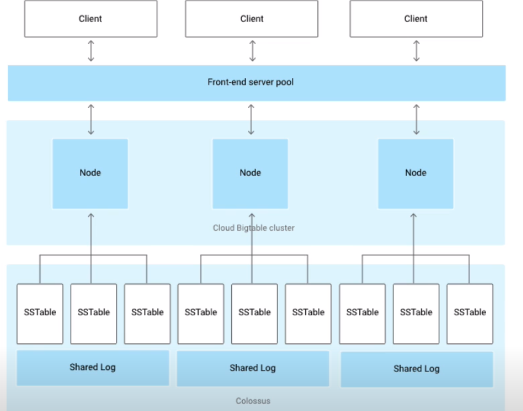 Client
Client
Client
Front-end server pool
Node
Node
Node
Cloud Bigtable cluster
SSTable
SSTable
SSTable
SSTable
SSTable
SSTable
SSTable
SSTable
SSTable
Shared Log
Shared Log
Shared Log
Colossus